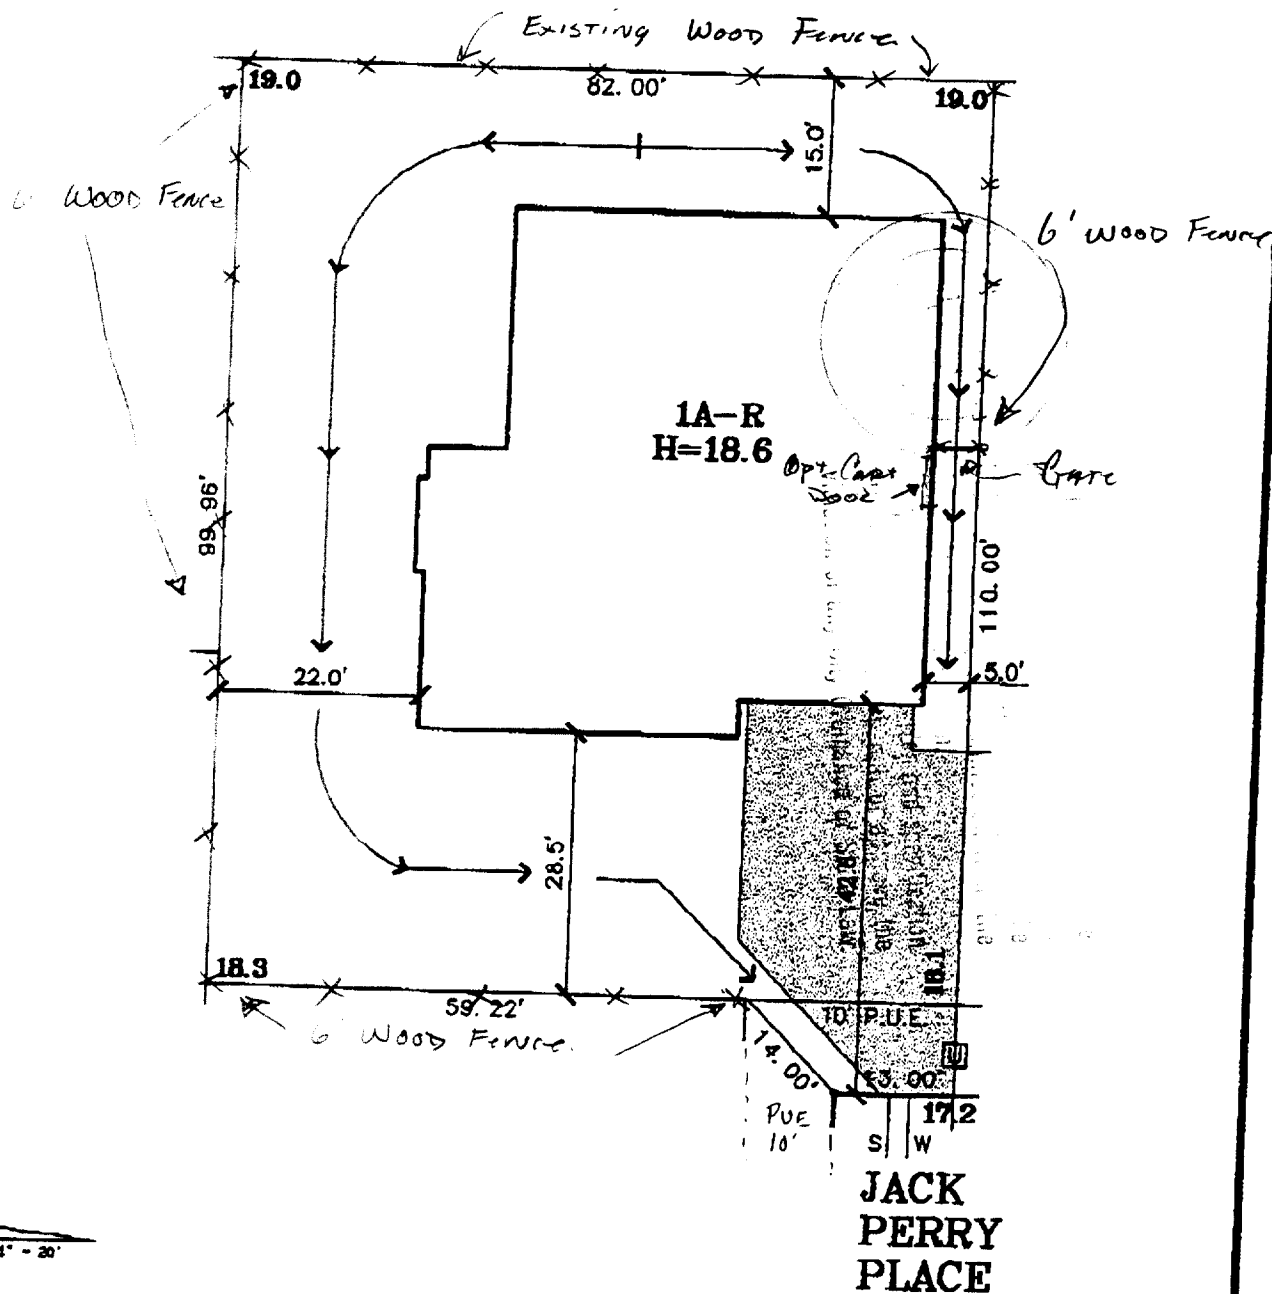 EXISTING WOOD FENCE
19.0
82.00'
19.0
15.0'
WOOD FENCE
6' WOOD FENCE
1A-R
H=18.6
Opt. Cart
Door
GATE
99.96'
110.00'
22.0'
5.0'
28.5'
18.1
18.3
59.22'
6' WOOD FENCE
10' P.U.E.
14.00'
U
17.2
PUE
10'
S W
JACK
PERRY
PLACE
1" = 20'